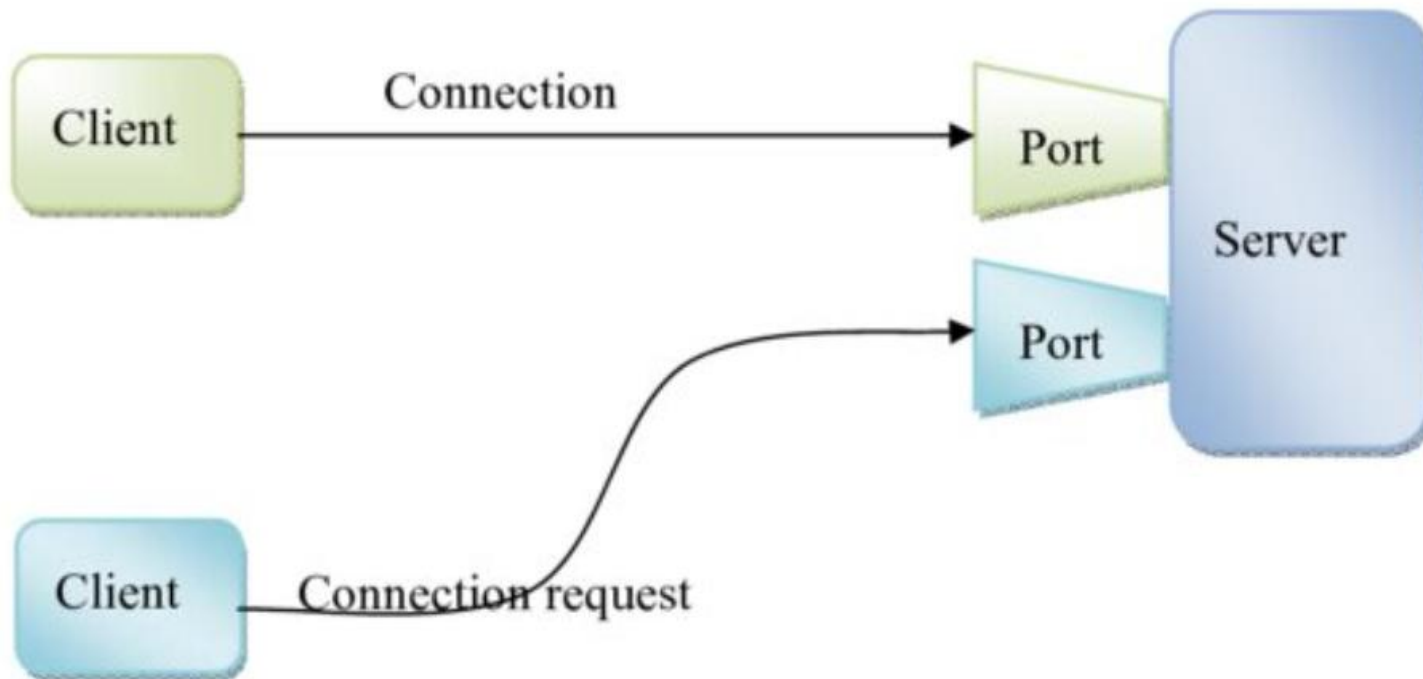 Connection
Client
Port
Server
Port
Client
Connection request